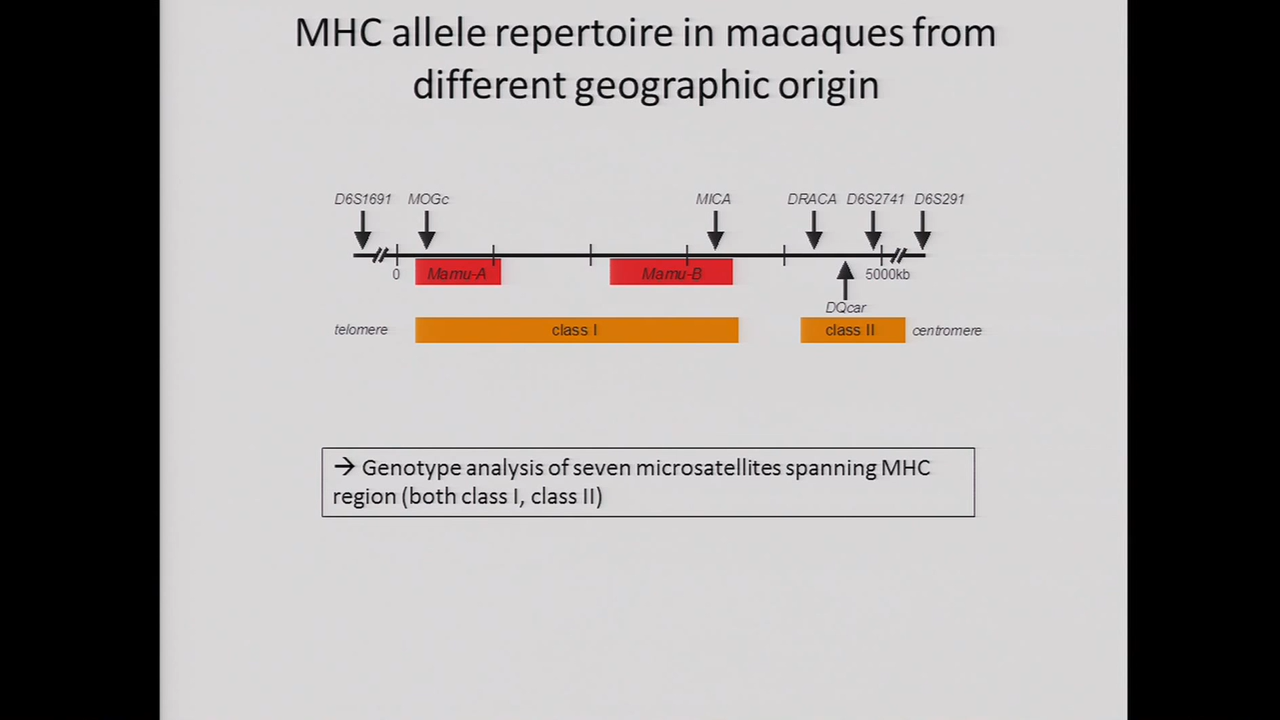 MHC allele repertoire in macaques from
different geographic origin
D6S1691 MOGc MICA DRACA D6S2741 D6S291
0 Mamu-A Mamu-B 5000kb
DQcar
telomere class I class II centromere
→ Genotype analysis of seven microsatellites spanning MHC
region (both class I, class II)